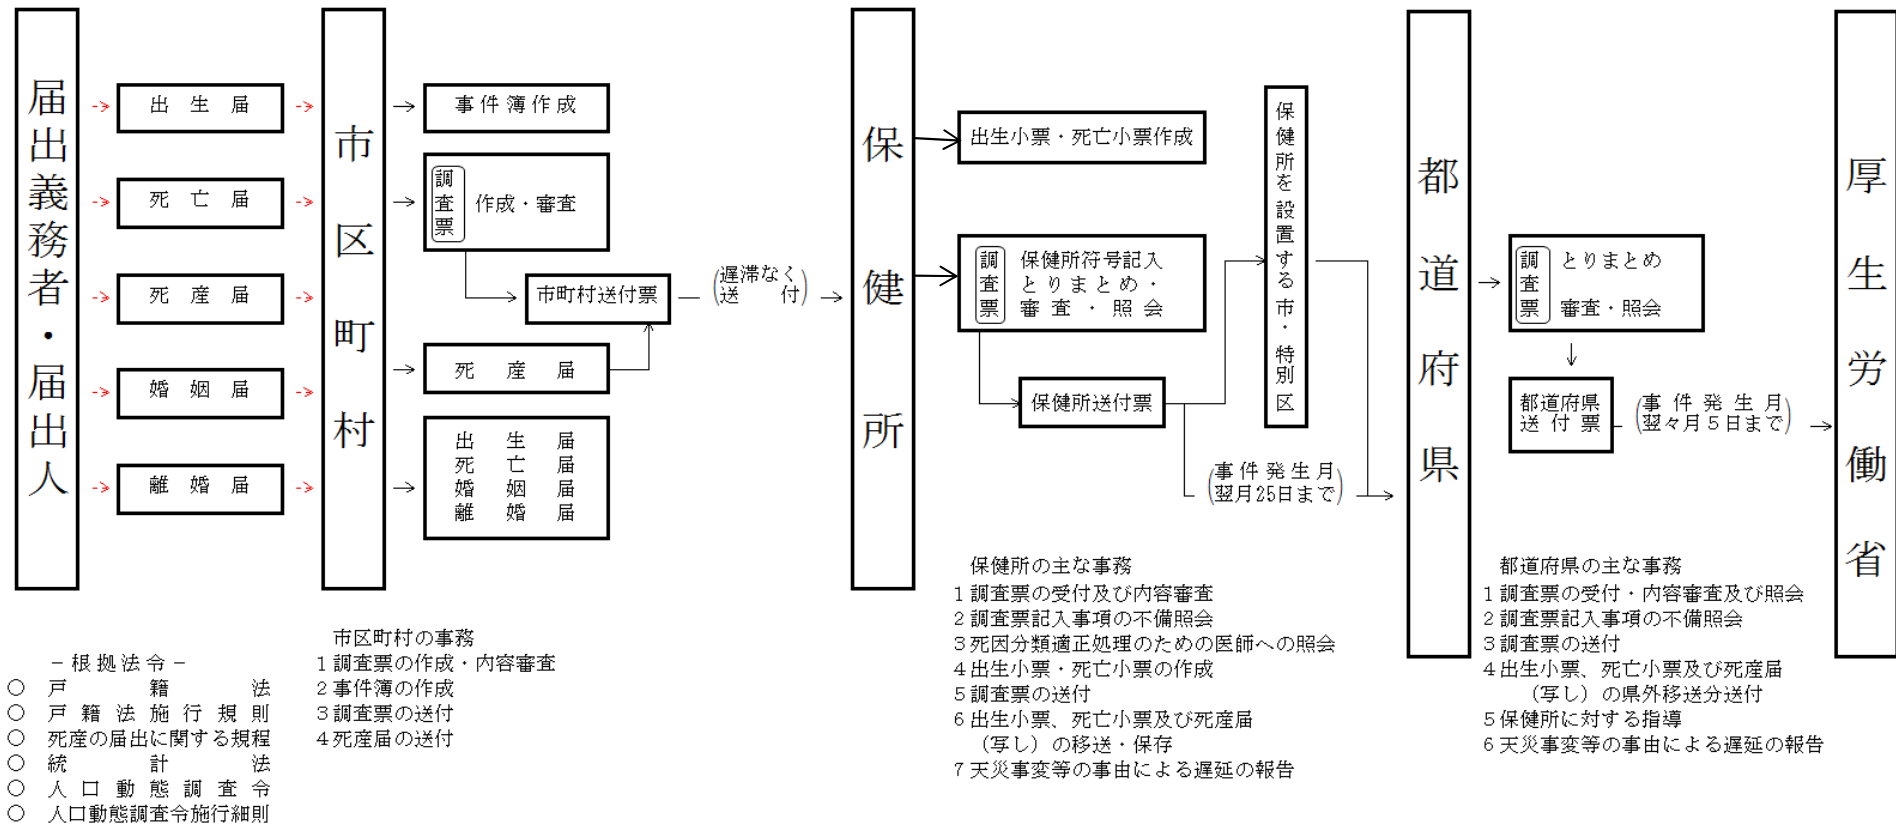 届出義務者・届出人
出生届
死亡届
死産届
婚姻届
離婚届
市区町村
事件簿作成
調査票
作成・審査
市町村送付票
死産届
出生届
死亡届
婚姻届
離婚届
(遅滞なく
送付)
保健所
出生小票・死亡小票作成
調査票
保健所符号記入
とりまとめ・
審査・照会
保健所送付票
保健所を設置する市・特別区
(事件発生月
翌月25日まで)
都道府県
調査票
とりまとめ
審査・照会
都道府県
送付票
(事件発生月
翌々月5日まで)
厚生労働省
－根拠法令－
○ 戸籍法
○ 戸籍法施行規則
○ 死産の届出に関する規程
○ 統計法
○ 人口動態調査令
○ 人口動態調査令施行細則
市区町村の事務
1調査票の作成・内容審査
2事件簿の作成
3調査票の送付
4死産届の送付
保健所の主な事務
1調査票の受付及び内容審査
2調査票記入事項の不備照会
3死因分類適正処理のための医師への照会
4出生小票・死亡小票の作成
5調査票の送付
6出生小票、死亡小票及び死産届
（写し）の移送・保存
7天災事変等の事由による遅延の報告
都道府県の主な事務
1調査票の受付・内容審査及び照会
2調査票記入事項の不備照会
3調査票の送付
4出生小票、死亡小票及び死産届
（写し）の県外移送分送付
5保健所に対する指導
6天災事変等の事由による遅延の報告